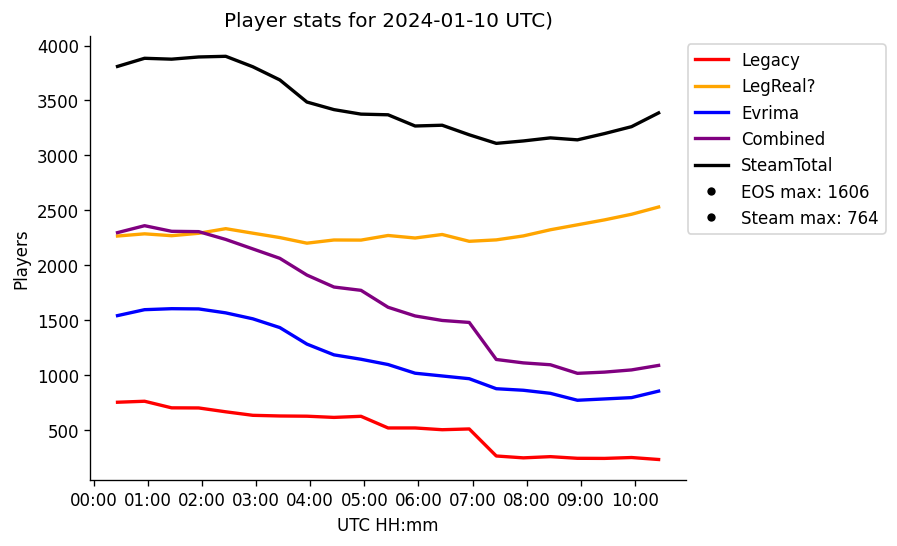 Player stats for 2024-01-10 UTC)
4000
3500
3000
2500
2000
1500
1000
500
Players
00:00 01:00 02:00 03:00 04:00 05:00 06:00 07:00 08:00 09:00 10:00
UTC HH:mm
Legacy
LegReal?
Evrima
Combined
SteamTotal
EOS max: 1606
Steam max: 764